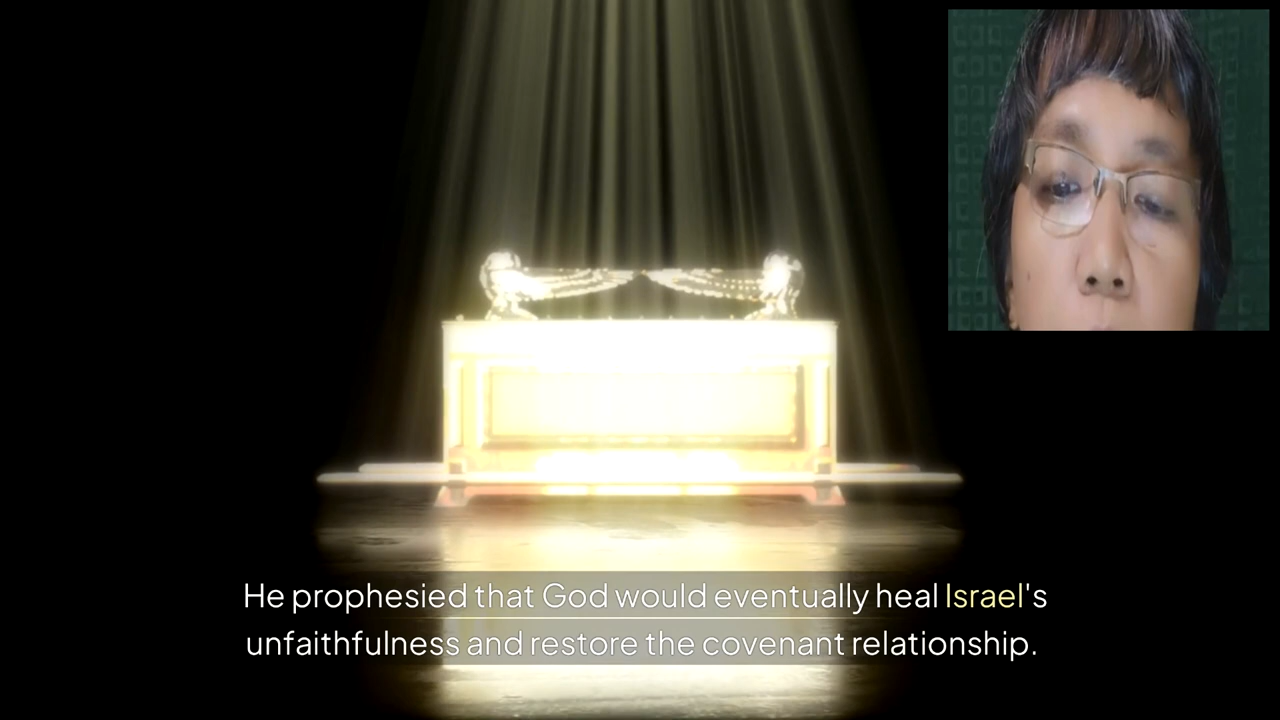 He prophesied that God would eventually heal Israel's
unfaithfulness and restore the covenant relationship.